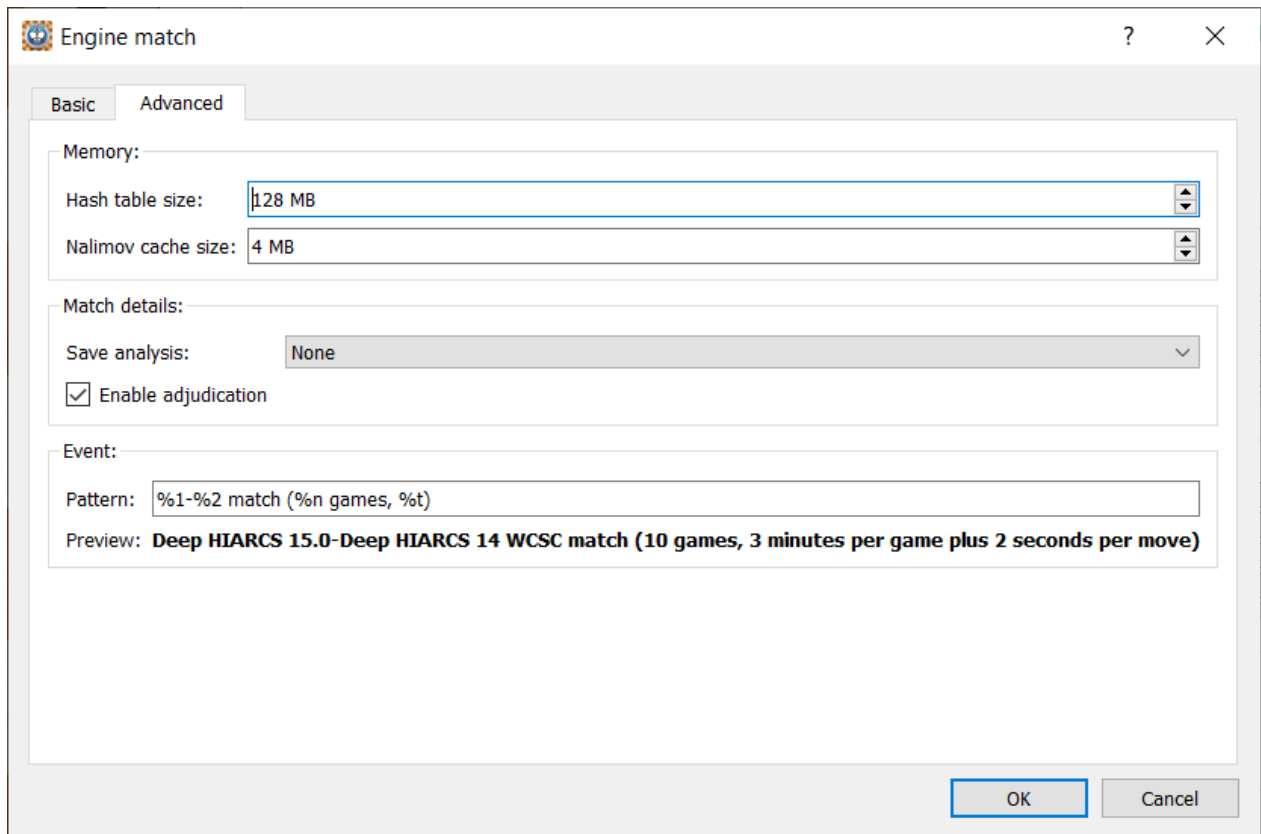 Engine match ?
Basic Advanced
Memory:
Hash table size: 128 MB
Nalimov cache size: 4 MB
Match details:
Save analysis: None
Enable adjudication
Event:
Pattern: %1-%2 match (%n games, %t)
Preview: Deep HIARCS 15.0-Deep HIARCS 14 WCSC match (10 games, 3 minutes per game plus 2 seconds per move)
OK Cancel